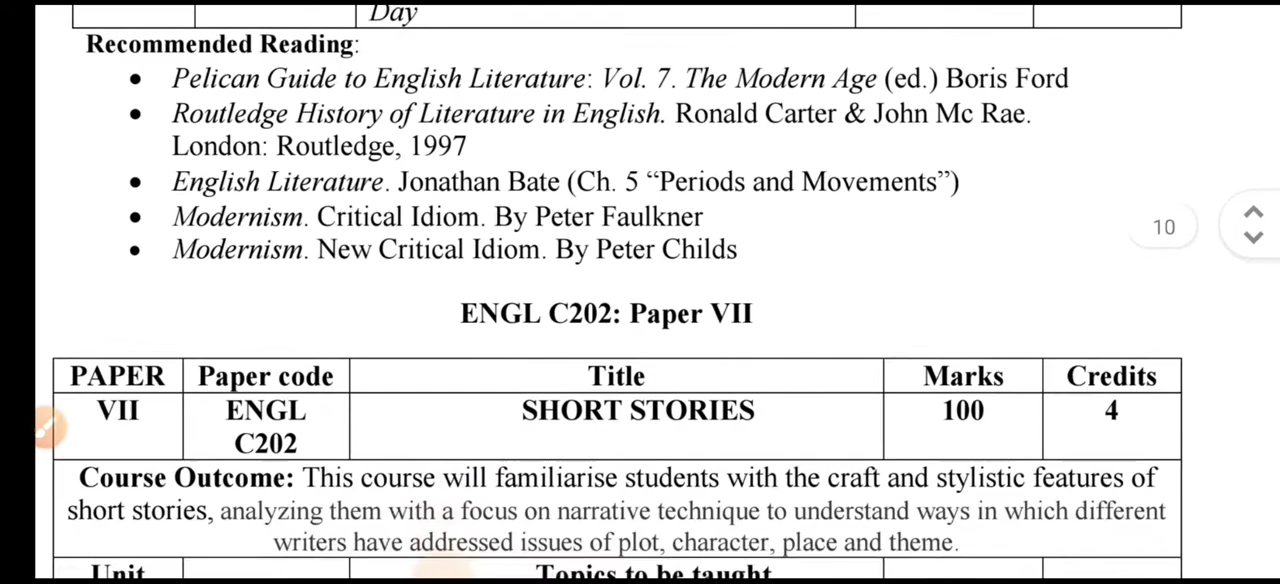 Day
Recommended Reading:
• Pelican Guide to English Literature: Vol. 7. The Modern Age (ed.) Boris Ford
• Routledge History of Literature in English. Ronald Carter & John Mc Rae.
London: Routledge, 1997
• English Literature. Jonathan Bate (Ch. 5 “Periods and Movements”)
• Modernism. Critical Idiom. By Peter Faulkner
10
• Modernism. New Critical Idiom. By Peter Childs
ENGL C202: Paper VII
PAPER Paper code Title Marks Credits
VII ENGL SHORT STORIES 100 4
C202
Course Outcome: This course will familiarise students with the craft and stylistic features of
short stories, analyzing them with a focus on narrative technique to understand ways in which different
writers have addressed issues of plot, character, place and theme.
Unit Topics to be taught